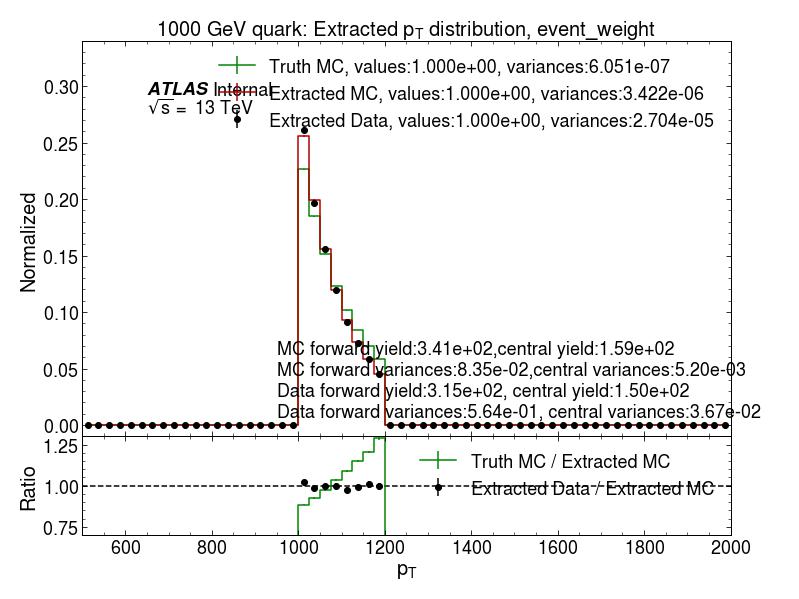 1000 GeV quark: Extracted pT distribution, event_weight
Truth MC, values:1.000e+00, variances:6.051e-07
ATLAS Internal
Extracted MC, values:1.000e+00, variances:3.422e-06
√s = 13 TeV
Extracted Data, values:1.000e+00, variances:2.704e-05
0.30
0.25
0.20
0.15
0.10
0.05
0.00
Normalized
MC forward yield:3.41e+02,central yield:1.59e+02
MC forward variances:8.35e-02,central variances:5.20e-03
Data forward yield:3.15e+02, central yield:1.50e+02
Data forward variances:5.64e-01, central variances:3.67e-02
1.25
1.00
0.75
Ratio
Truth MC / Extracted MC
Extracted Data / Extracted MC
600 800 1000 1200 1400 1600 1800 2000
pT